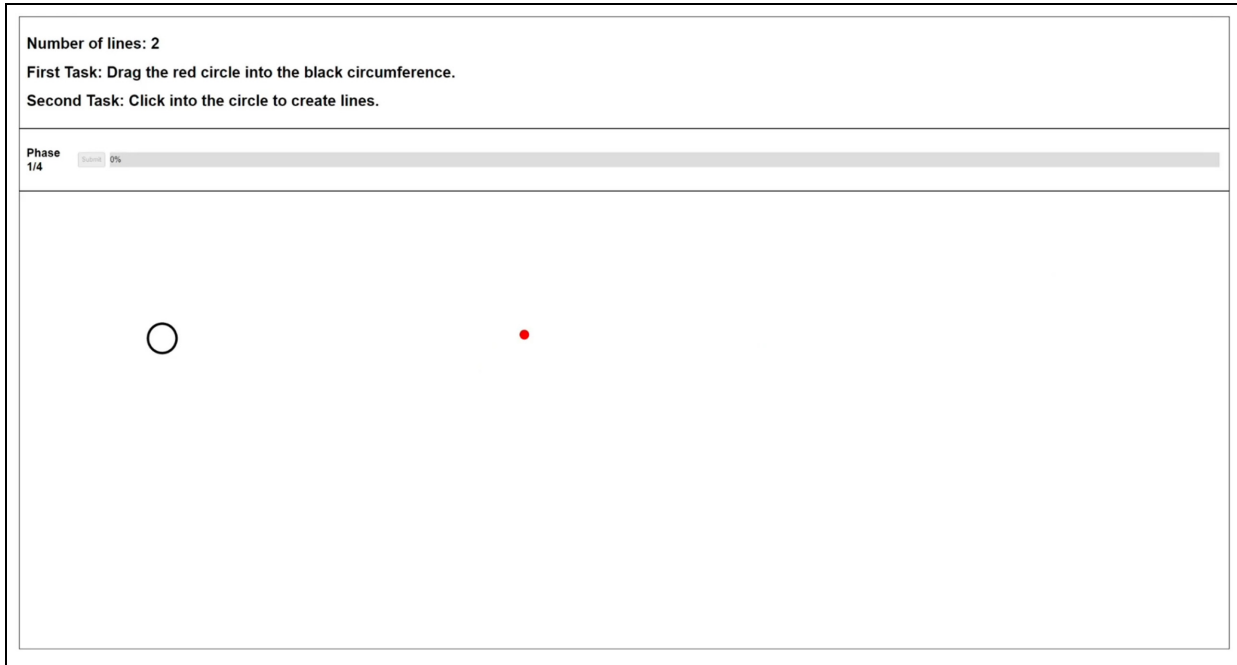 Number of lines: 2
First Task: Drag the red circle into the black circumference.
Second Task: Click into the circle to create lines.
Phase
1/4
Submit 0%